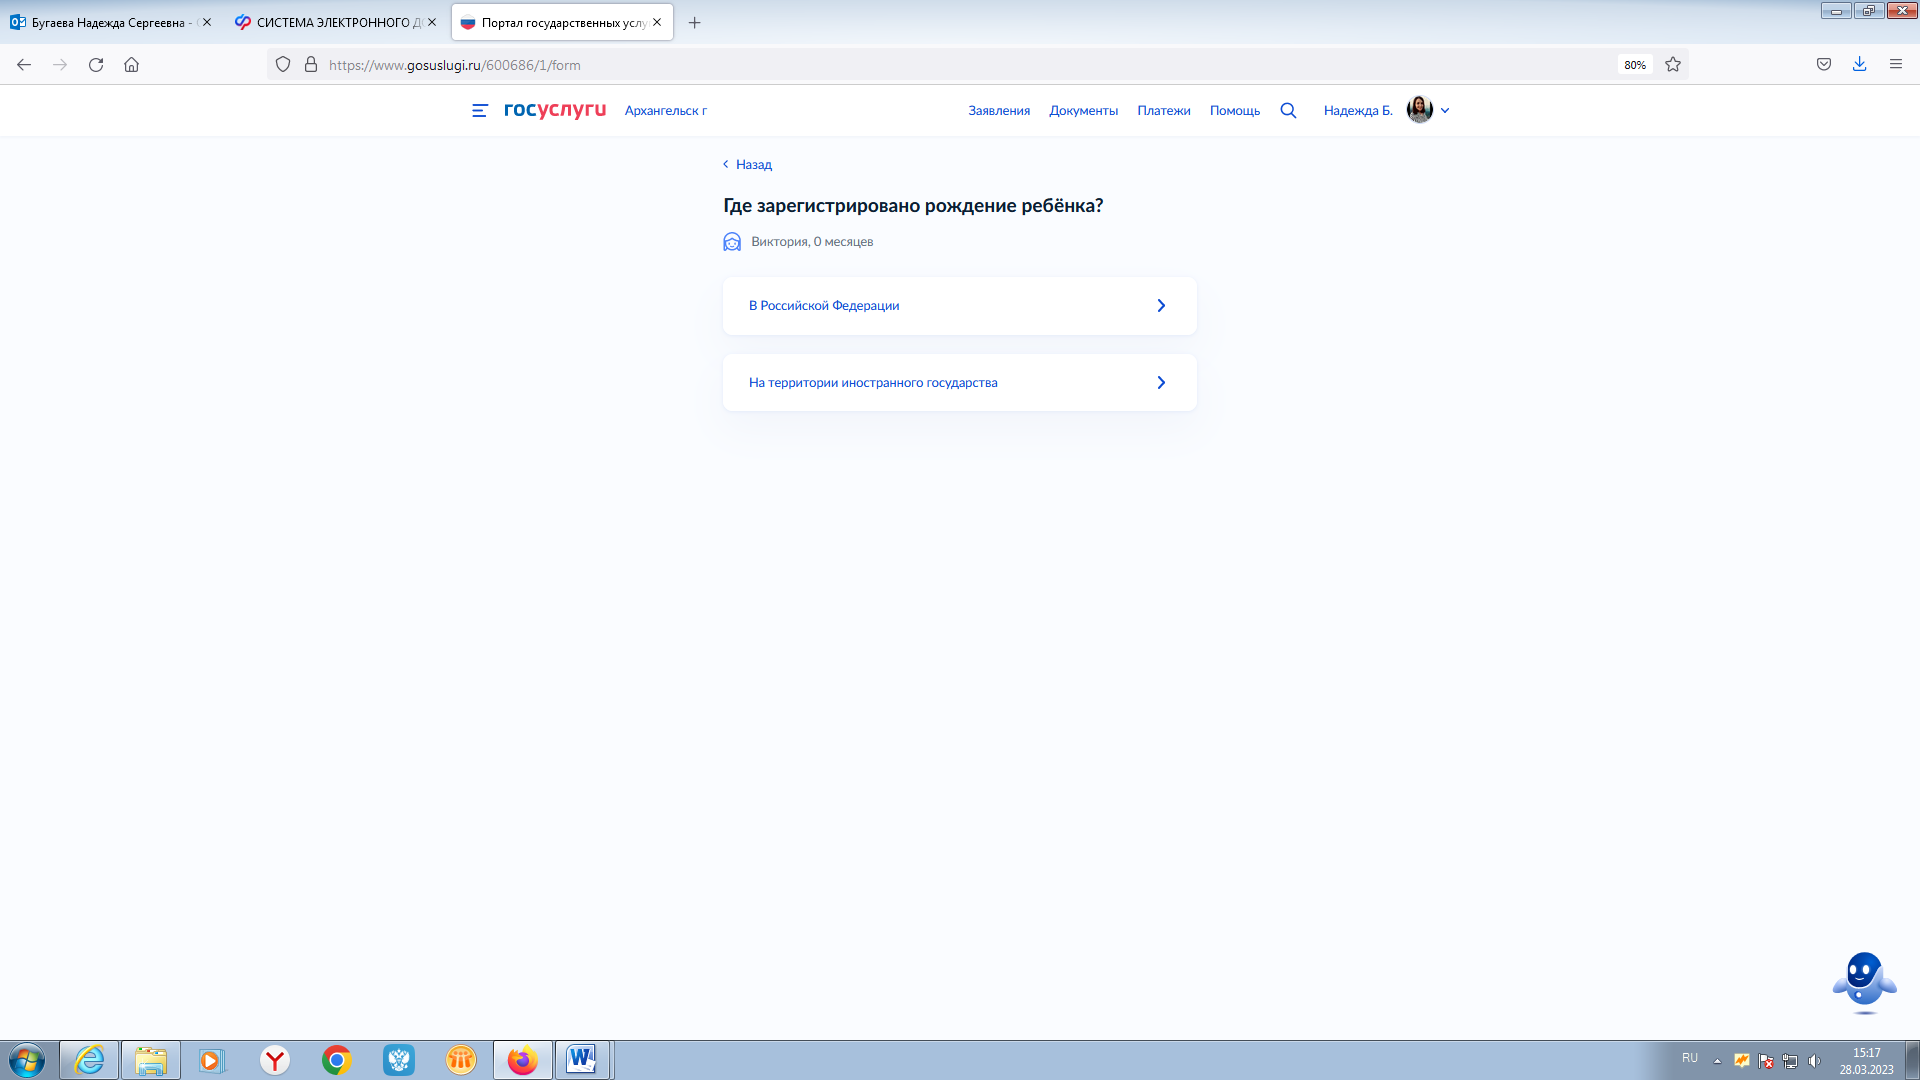 Бугаева Надежда Сергеевна -
СИСТЕМА ЭЛЕКТРОННОГО
Портал государственных услу
https://www.gosuslugi.ru/600686/1/form
80%
госуслуги
Архангельск г
Заявления
Документы
Платежи
Помощь
Надежда Б.
Назад
Где зарегистрировано рождение ребёнка?
Виктория, 0 месяцев
В Российской Федерации
На территории иностранного государства
RU
15:17
28.03.2023